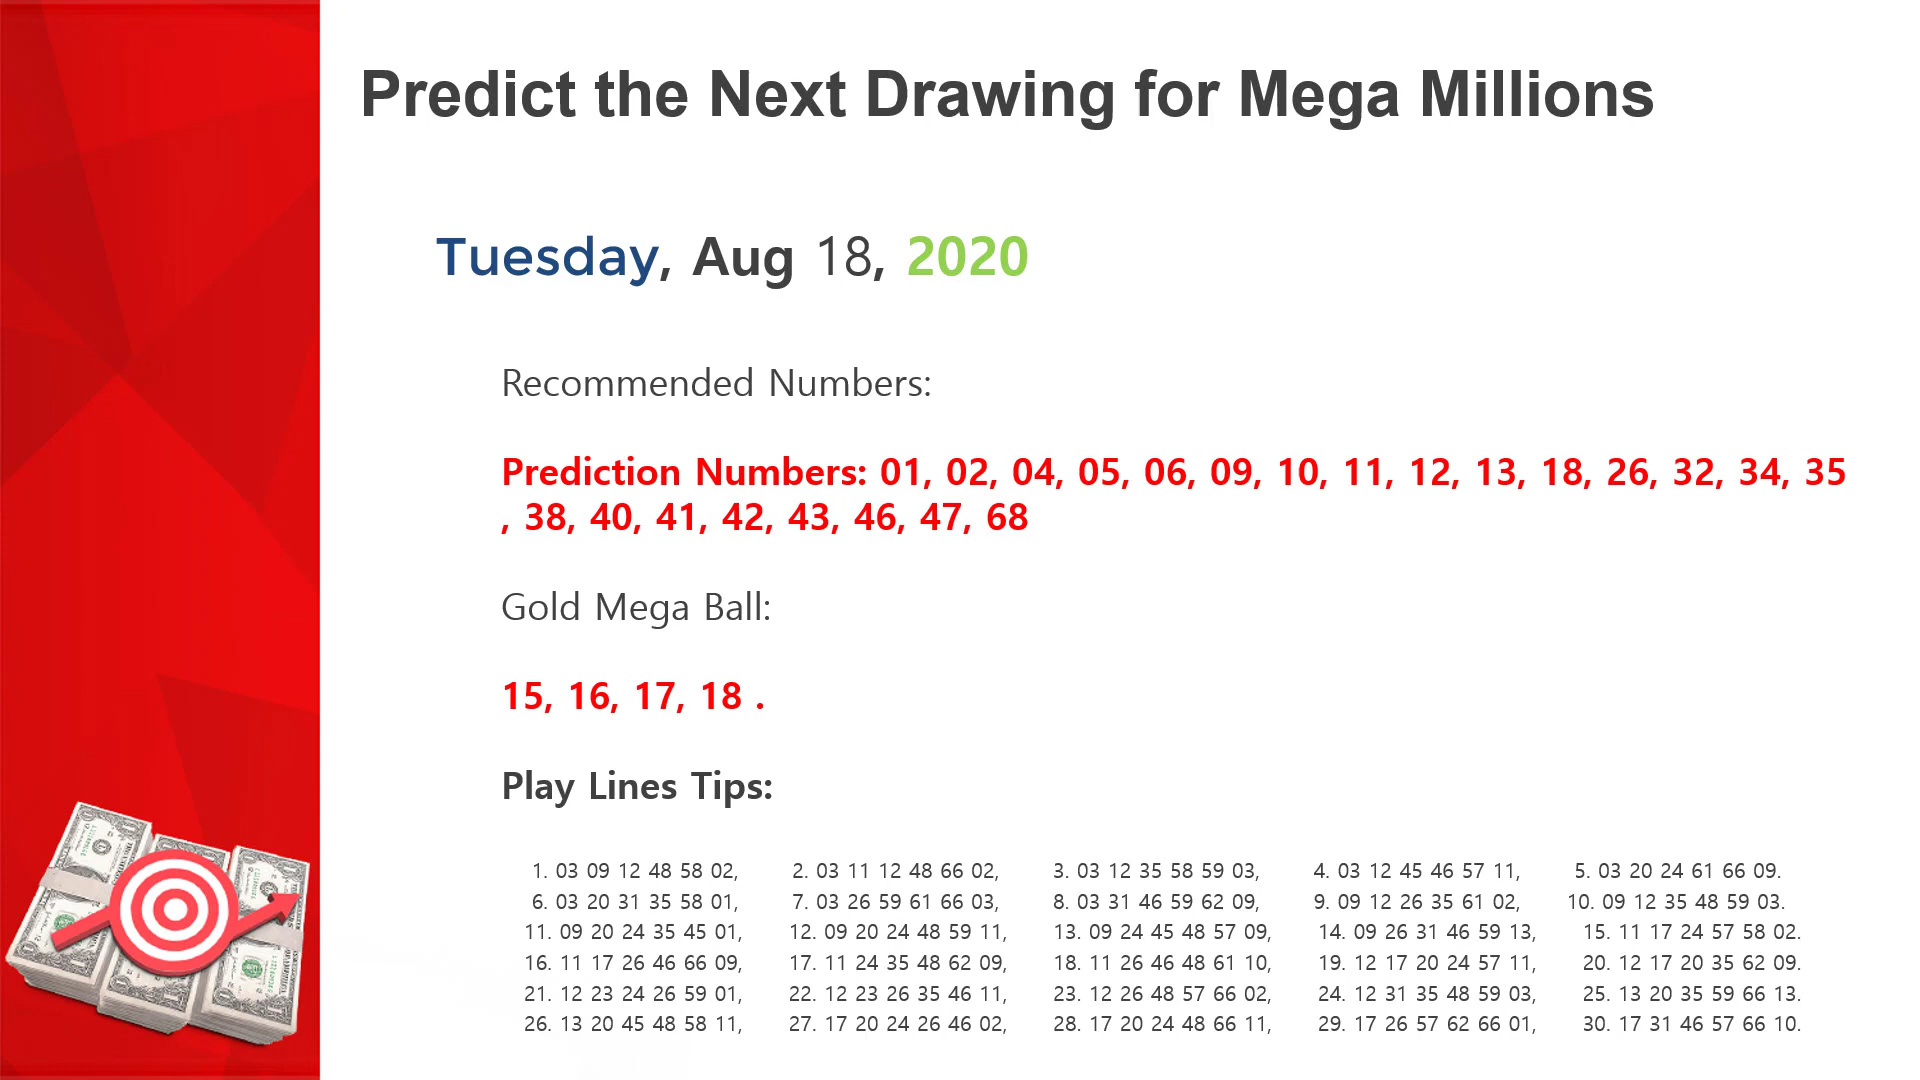 Predict the Next Drawing for Mega Millions
Tuesday, Aug 18, 2020
Recommended Numbers:
Prediction Numbers: 01, 02, 04, 05, 06, 09, 10, 11, 12, 13, 18, 26, 32, 34, 35
, 38, 40, 41, 42, 43, 46, 47, 68
Gold Mega Ball:
15, 16, 17, 18 .
Play Lines Tips:
1. 03 09 12 48 58 02, 2. 03 11 12 48 66 02, 3. 03 12 35 58 59 03, 4. 03 12 45 46 57 11, 5. 03 20 24 61 66 09.
6. 03 20 31 35 58 01, 7. 03 26 59 61 66 03, 8. 03 31 46 59 62 09, 9. 09 12 26 35 61 02, 10. 09 12 35 48 59 03.
11. 09 20 24 35 45 01, 12. 09 20 24 48 59 11, 13. 09 24 45 48 57 09, 14. 09 26 31 46 59 13, 15. 11 17 24 57 58 02.
16. 11 17 26 46 66 09, 17. 11 24 35 48 62 09, 18. 11 26 46 48 61 10, 19. 12 17 20 24 57 11, 20. 12 17 20 35 62 09.
21. 12 23 24 26 59 01, 22. 12 23 26 35 46 11, 23. 12 26 48 57 66 02, 24. 12 31 35 48 59 03, 25. 13 20 35 59 66 13.
26. 13 20 45 48 58 11, 27. 17 20 24 26 46 02, 28. 17 20 24 48 66 11, 29. 17 26 57 62 66 01, 30. 17 31 46 57 66 10.